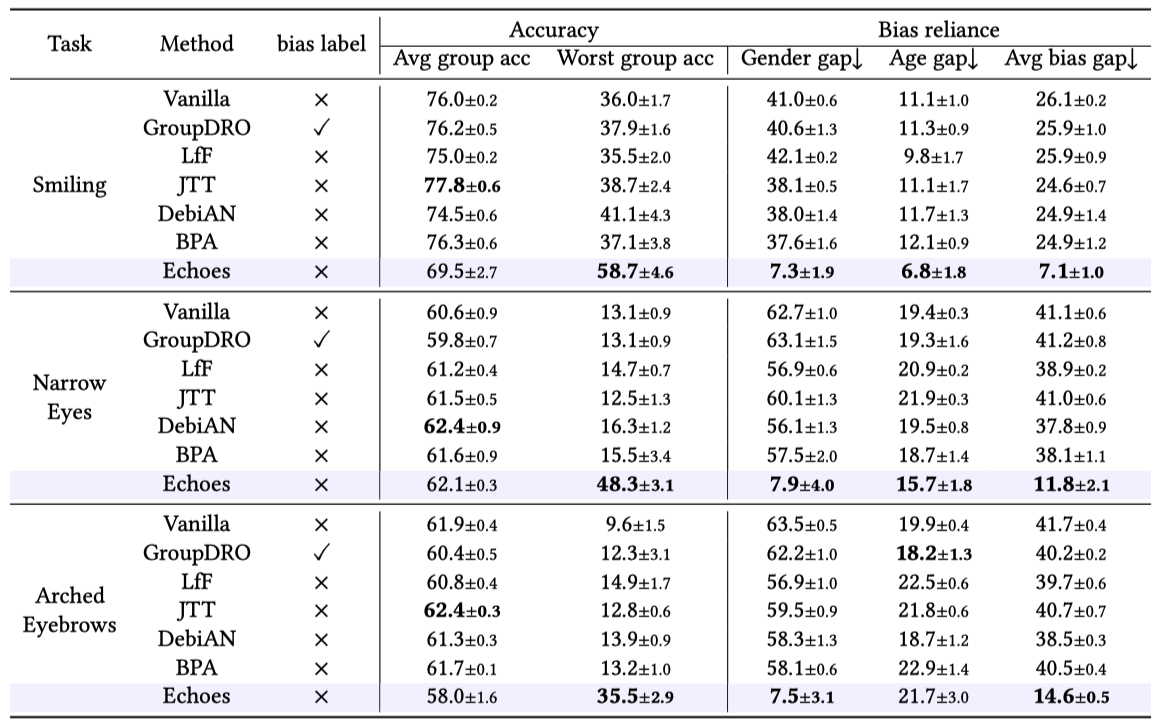 Task Method bias label Accuracy Bias reliance
Avg group acc Worst group acc Gender gap↓ Age gap↓ Avg bias gap↓
Vanilla × 76.0±0.2 36.0±1.7 41.0±0.6 11.1±1.0 26.1±0.2
GroupDRO ✓ 76.2±0.5 37.9±1.6 40.6±1.3 11.3±0.9 25.9±1.0
LfF × 75.0±0.2 35.5±2.0 42.1±0.2 9.8±1.7 25.9±0.9
Smiling JTT × 77.8±0.6 38.7±2.4 38.1±0.5 11.1±1.7 24.6±0.7
DebiAN × 74.5±0.6 41.1±4.3 38.0±1.4 11.7±1.3 24.9±1.4
BPA × 76.3±0.6 37.1±3.8 37.6±1.6 12.1±0.9 24.9±1.2
Echoes × 69.5±2.7 58.7±4.6 7.3±1.9 6.8±1.8 7.1±1.0
Vanilla × 60.6±0.9 13.1±0.9 62.7±1.0 19.4±0.3 41.1±0.6
GroupDRO ✓ 59.8±0.7 13.1±0.9 63.1±1.5 19.3±1.6 41.2±0.8
LfF × 61.2±0.4 14.7±0.7 56.9±0.6 20.9±0.2 38.9±0.2
Narrow
Eyes
JTT × 61.5±0.5 12.5±1.3 60.1±1.3 21.9±0.3 41.0±0.6
DebiAN × 62.4±0.9 16.3±1.2 56.1±1.3 19.5±0.8 37.8±0.9
BPA × 61.6±0.9 15.5±3.4 57.5±2.0 18.7±1.4 38.1±1.1
Echoes × 62.1±0.3 48.3±3.1 7.9±4.0 15.7±1.8 11.8±2.1
Vanilla × 61.9±0.4 9.6±1.5 63.5±0.5 19.9±0.4 41.7±0.4
GroupDRO ✓ 60.4±0.5 12.3±3.1 62.2±1.0 18.2±1.3 40.2±0.2
LfF × 60.8±0.4 14.9±1.7 56.9±1.0 22.5±0.6 39.7±0.6
Arched
Eyebrows
JTT × 62.4±0.3 12.8±0.6 59.5±0.9 21.8±0.6 40.7±0.7
DebiAN × 61.3±0.3 13.9±0.9 58.3±1.3 18.7±1.2 38.5±0.3
BPA × 61.7±0.1 13.2±1.0 58.1±0.6 22.9±1.4 40.5±0.4
Echoes × 58.0±1.6 35.5±2.9 7.5±3.1 21.7±3.0 14.6±0.5